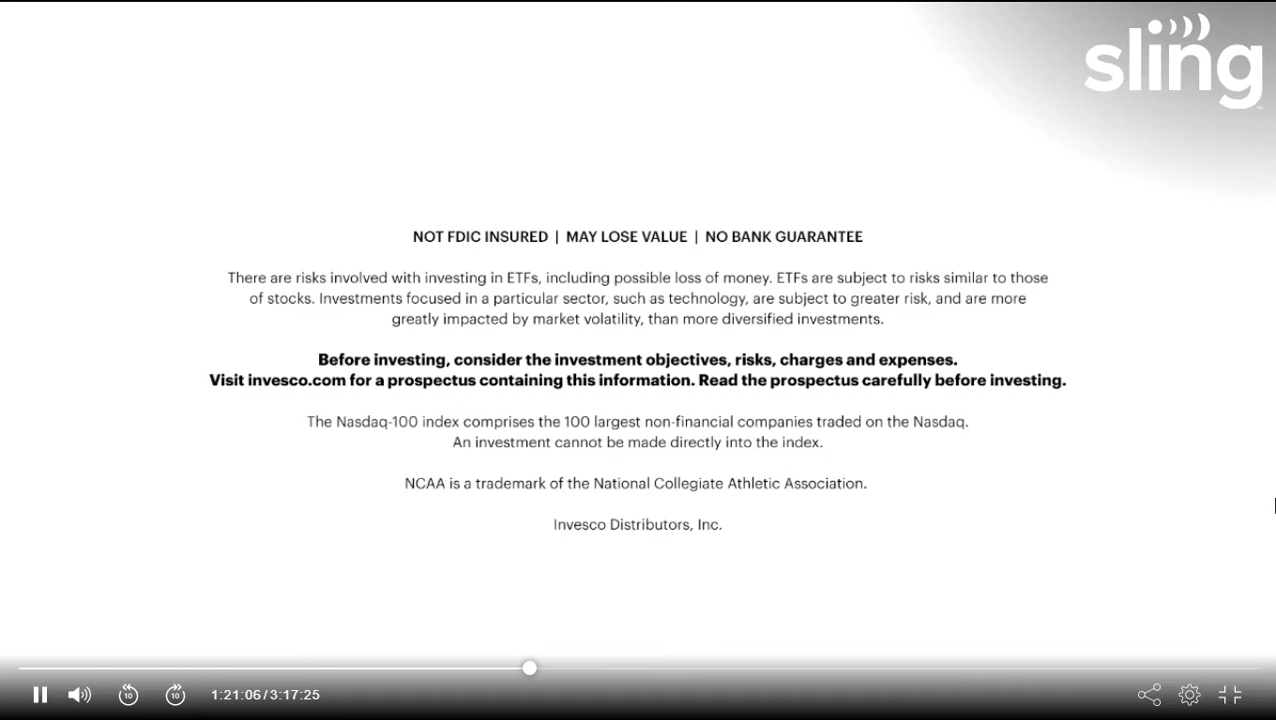 sling
NOT FDIC INSURED | MAY LOSE VALUE | NO BANK GUARANTEE
There are risks involved with investing in ETFs, including possible loss of money. ETFs are subject to risks similar to those
of stocks. Investments focused in a particular sector, such as technology, are subject to greater risk, and are more
greatly impacted by market volatility, than more diversified investments.
Before investing, consider the investment objectives, risks, charges and expenses.
Visit invesco.com for a prospectus containing this information. Read the prospectus carefully before investing.
The Nasdaq-100 index comprises the 100 largest non-financial companies traded on the Nasdaq.
An investment cannot be made directly into the index.
NCAA is a trademark of the National Collegiate Athletic Association.
Invesco Distributors, Inc.
10 10 1:21:06/3:17:25